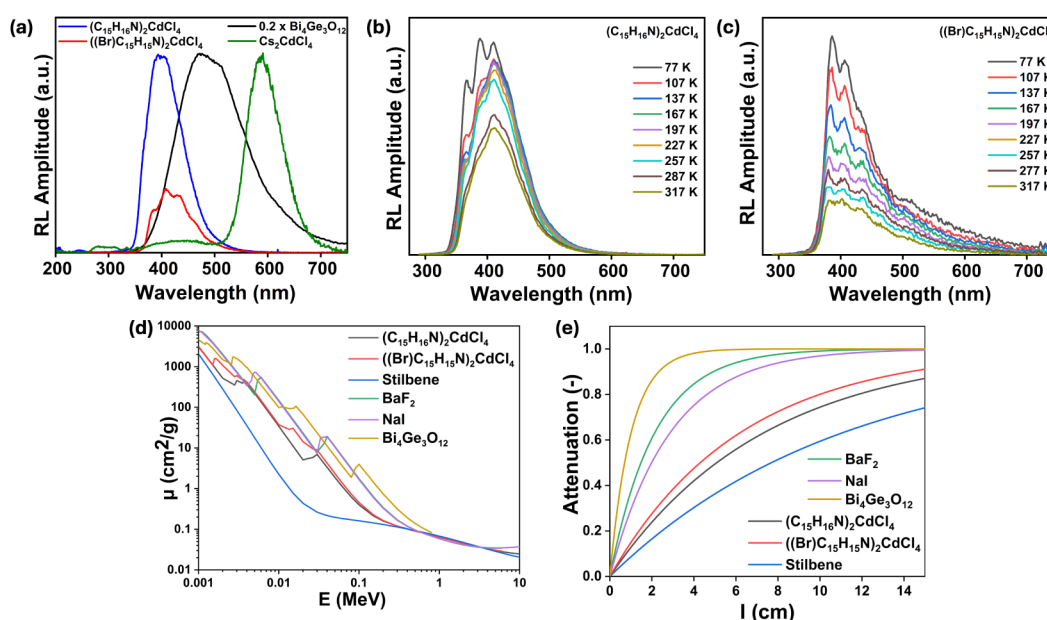 (a)
(C₁₅H₁₆N)₂CdCl₄
0.2 x Bi₄Ge₃O₁₂
((Br)C₁₅H₁₅N)₂CdCl₄
Cs₂CdCl₄
RL Amplitude (a.u.)
200 300 400 500 600 700
Wavelength (nm)
(b)
(C₁₅H₁₆N)₂CdCl₄
77 K
107 K
137 K
167 K
197 K
227 K
257 K
287 K
317 K
RL Amplitude (a.u.)
300 400 500 600 700
Wavelength (nm)
(c)
((Br)C₁₅H₁₅N)₂CdCl
77 K
107 K
137 K
167 K
197 K
227 K
257 K
277 K
317 K
RL Amplitude (a.u.)
300 400 500 600 700
Wavelength (nm)
(d)
(C₁₅H₁₆N)₂CdCl₄
((Br)C₁₅H₁₅N)₂CdCl₄
Stilbene
BaF₂
NaI
Bi₄Ge₃O₁₂
10000
1000
100
10
1
0.1
0.01
μ (cm²/g)
0.001 0.01 0.1 1 10
E (MeV)
(e)
1.0
0.8
0.6
0.4
0.2
0.0
Attenuation (-)
BaF₂
NaI
Bi₄Ge₃O₁₂
(C₁₅H₁₆N)₂CdCl₄
((Br)C₁₅H₁₅N)₂CdCl₄
Stilbene
0 2 4 6 8 10 12 14
l (cm)